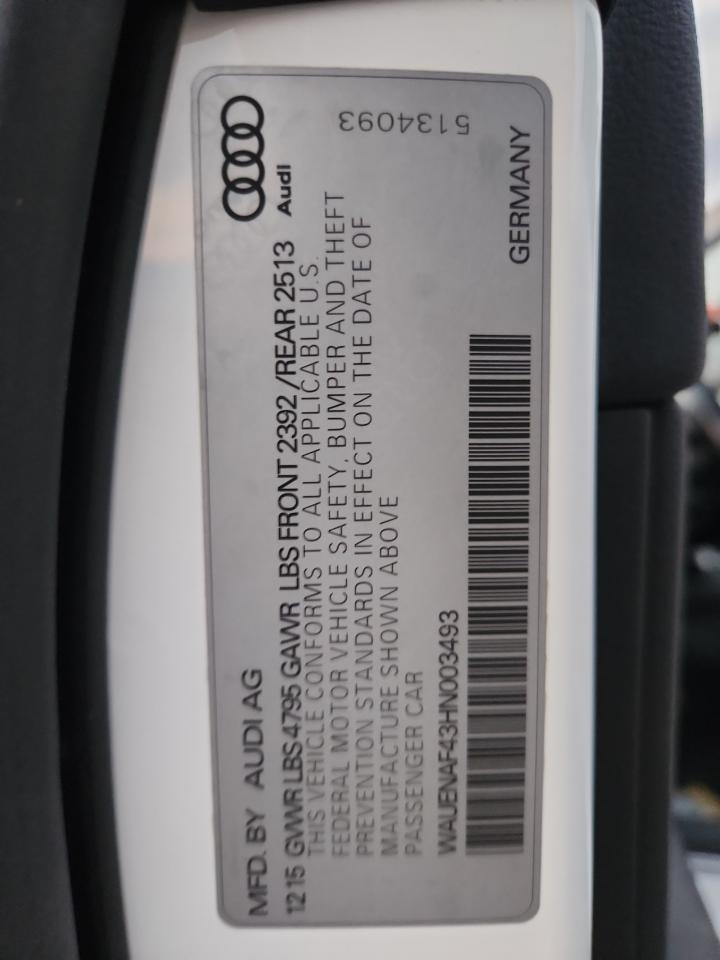 MFD. BY AUDI AG
12 15 GVWR LBS 4795 GAWR LBS FRONT 2392 /REAR 2513
Audi
THIS VEHICLE CONFORMS TO ALL APPLICABLE U.S.
FEDERAL MOTOR VEHICLE SAFETY, BUMPER AND THEFT
PREVENTION STANDARDS IN EFFECT ON THE DATE OF
MANUFACTURE SHOWN ABOVE
PASSENGER CAR
5134093
WAUENAF43HN003493
GERMANY